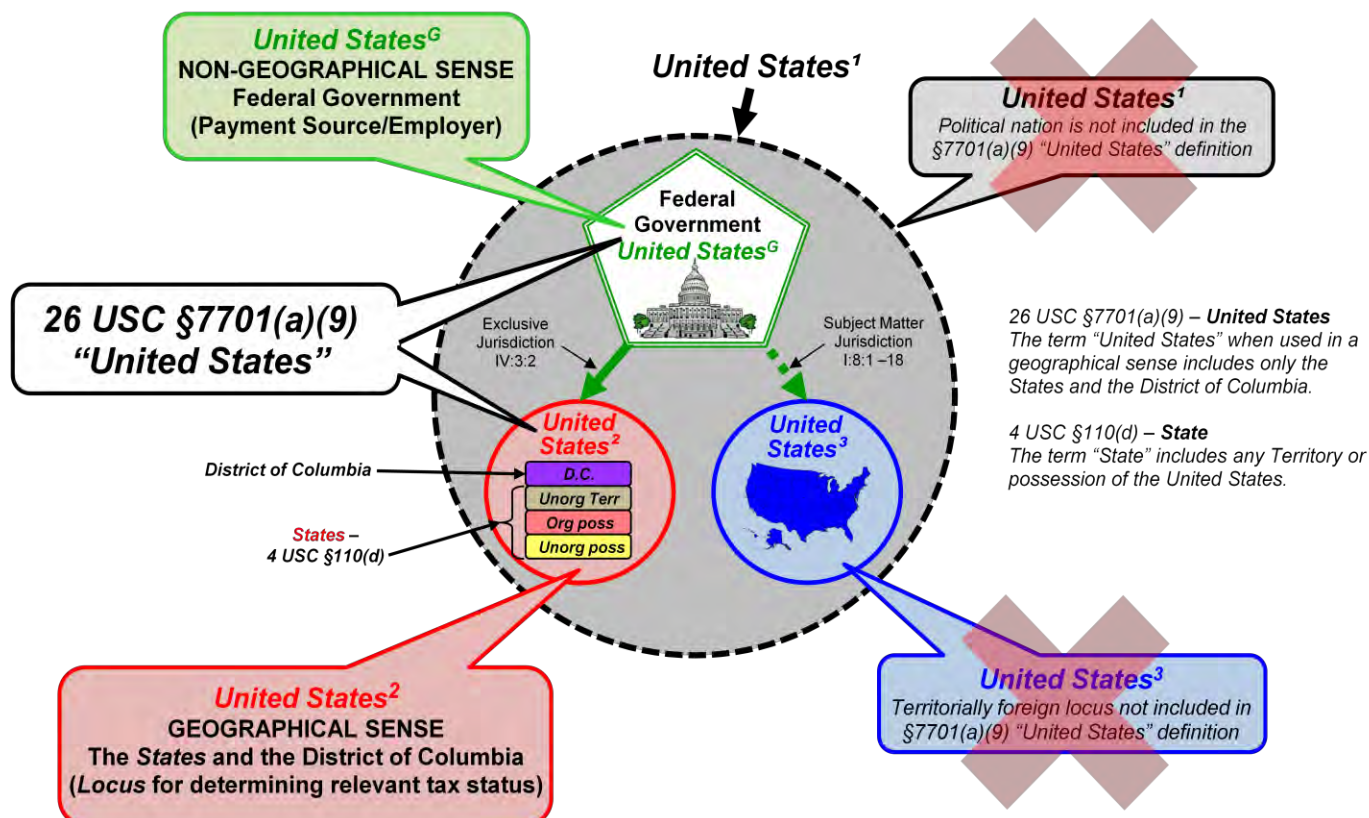 United Statesᴳ
NON-GEOGRAPHICAL SENSE
Federal Government
(Payment Source/Employer)
United States¹
United States¹
Political nation is not included in the
§7701(a)(9) “United States” definition
Federal
Government
United Statesᴳ
26 USC §7701(a)(9)
“United States”
Exclusive
Jurisdiction
IV:3:2
Subject Matter
Jurisdiction
I:8:1 –18
26 USC §7701(a)(9) – United States
The term “United States” when used in a
geographical sense includes only the
States and the District of Columbia.
4 USC §110(d) – State
The term “State” includes any Territory or
possession of the United States.
United
States²
District of Columbia
D.C.
Unorg Terr
Org poss
Unorg poss
States –
4 USC §110(d)
United
States³
United States²
GEOGRAPHICAL SENSE
The States and the District of Columbia
(Locus for determining relevant tax status)
United States³
Territorially foreign locus not included in
§7701(a)(9) “United States” definition